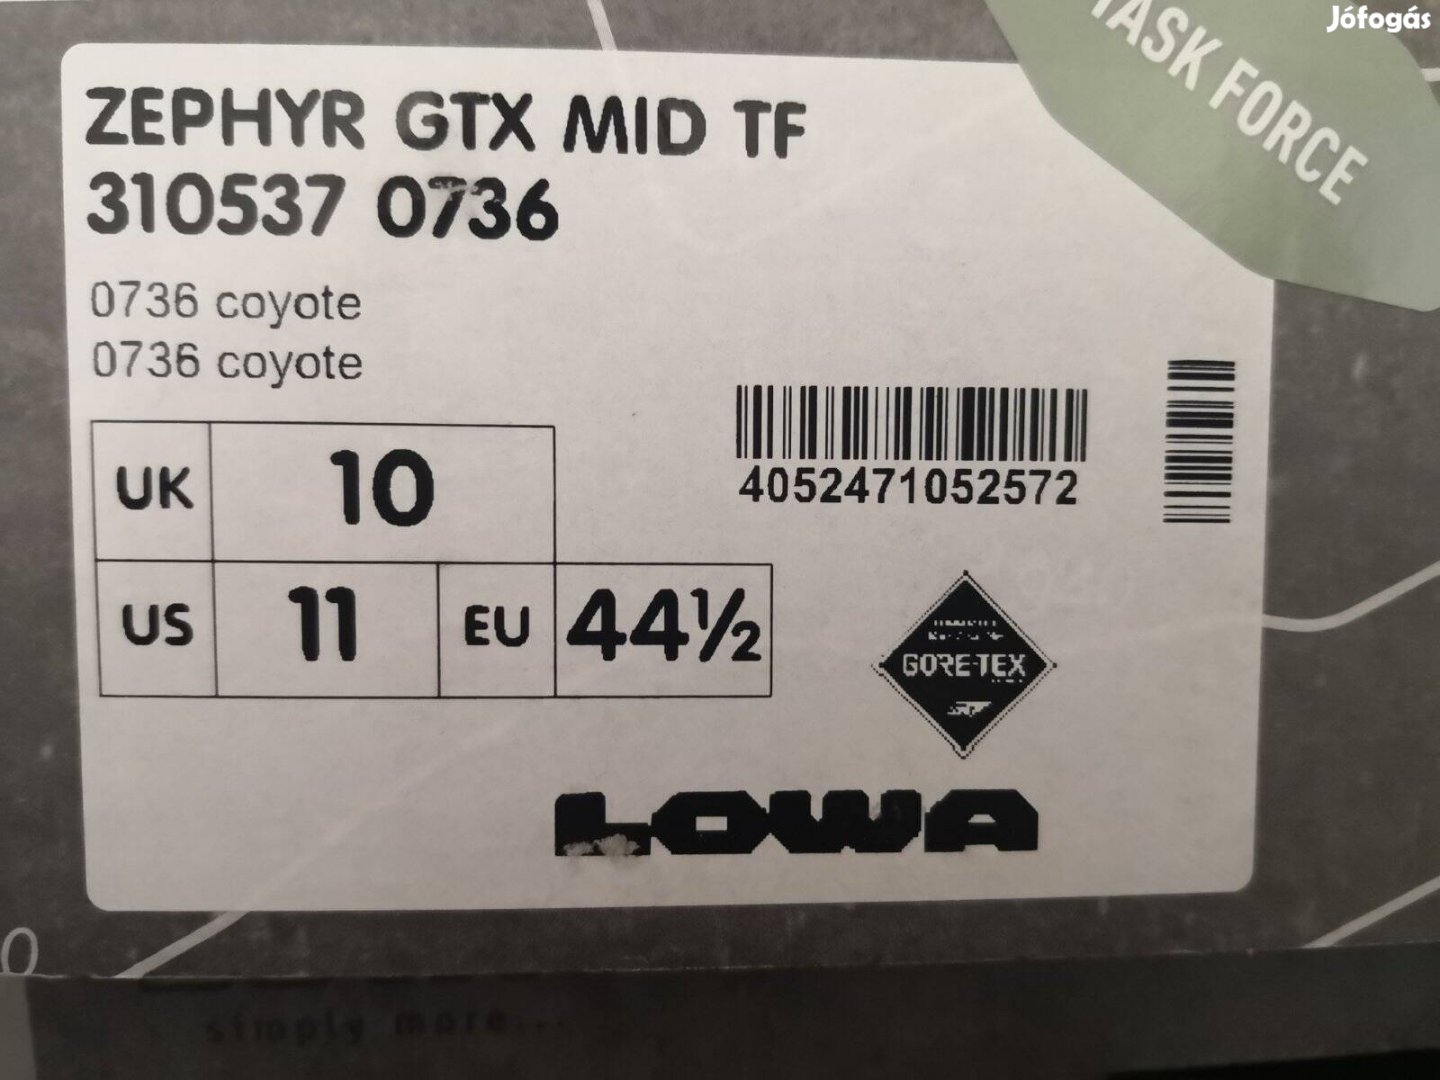 Jófogás
TASK FORCE
ZEPHYR GTX MID TF
310537 0736
0736 coyote
0736 coyote
UK 10
4052471052572
US 11 EU 44½
GORE-TEX
LOWA
simply more...